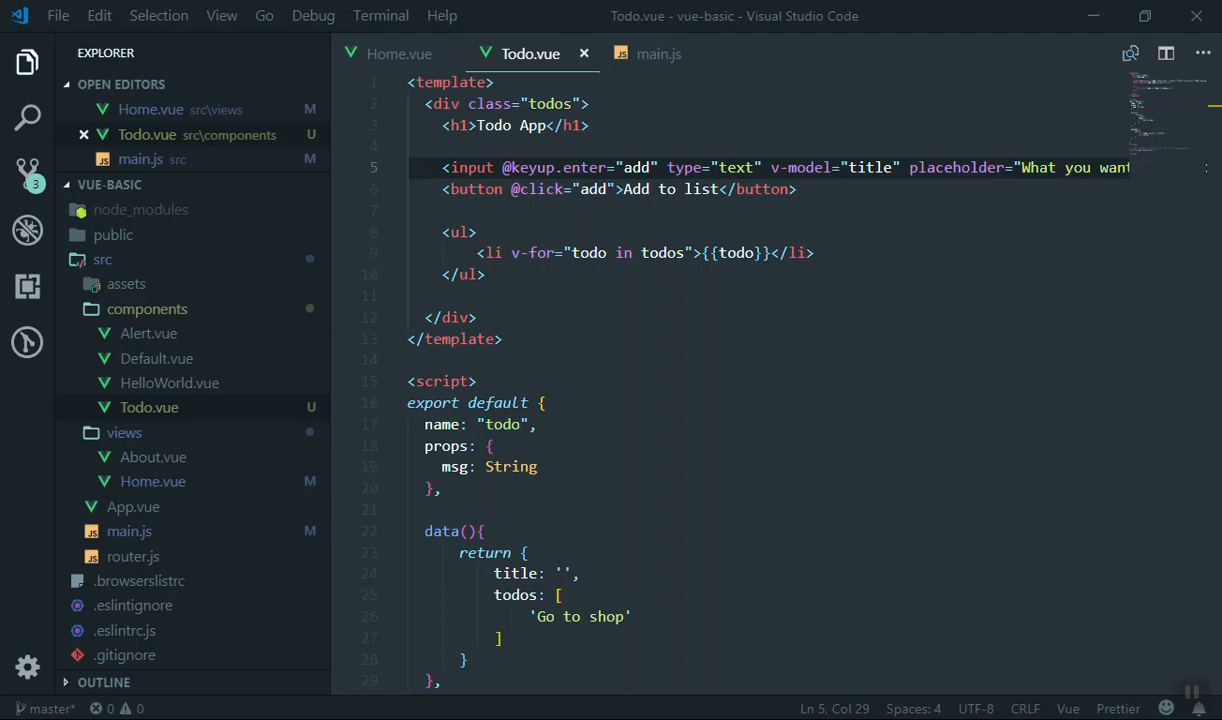 File Edit Selection View Go Debug Terminal Help Todo.vue - vue-basic - Visual Studio Code
EXPLORER
OPEN EDITORS
Home.vue src\views M
Todo.vue src\components U
main.js src M
VUE-BASIC
node_modules
public
src
assets
components
Alert.vue
Default.vue
HelloWorld.vue
Todo.vue U
views
About.vue
Home.vue M
App.vue
JS main.js M
JS router.js
.browserslistrc
.eslintignore
.eslintrc.js
.gitignore
OUTLINE
3
Home.vue Todo.vue JS main.js
1 <template>
2 <div class="todos">
3 <h1>Todo App</h1>
4
5 <input @keyup.enter="add" type="text" v-model="title" placeholder="What you want
6 <button @click="add">Add to list</button>
7
8 <ul>
9 <li v-for="todo in todos">{{todo}}</li>
10 </ul>
11
12 </div>
13 </template>
14
15 <script>
16 export default {
17 name: "todo",
18 props: {
19 msg: String
20 },
21
22 data(){
23 return {
24 title: '',
25 todos: [
26 'Go to shop'
27 ]
28 }
29 },
master* 0 0 Ln 5, Col 29 Spaces: 4 UTF-8 CRLF Vue Prettier